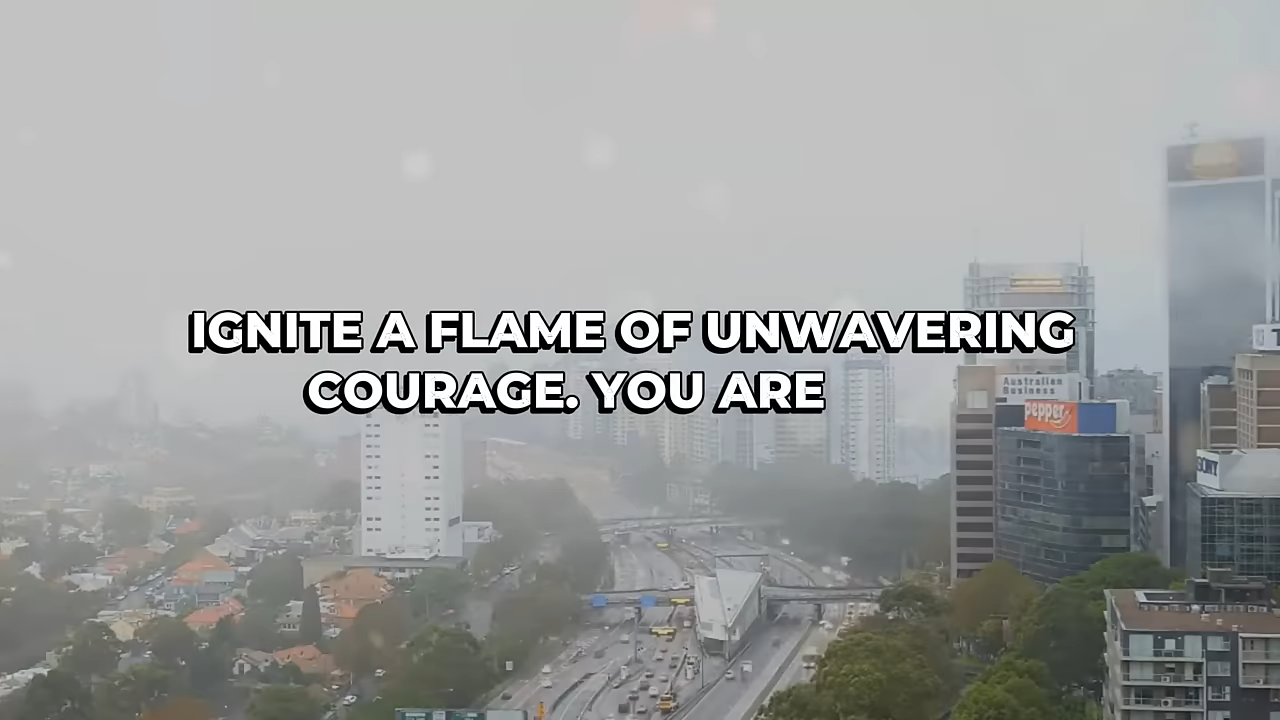 IGNITE A FLAME OF UNWAVERING
COURAGE. YOU ARE
Australian
Business
pepper
SONY